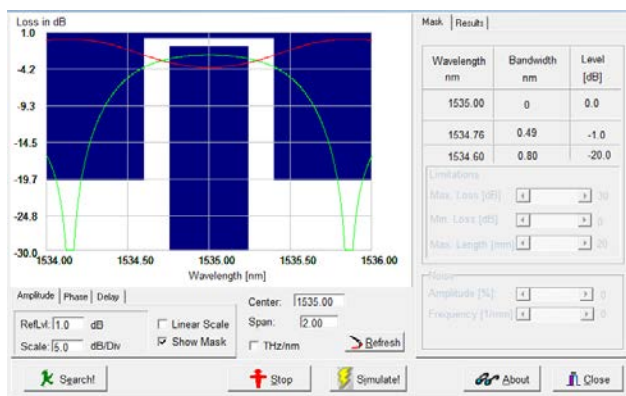 Loss in dB
1.0
-4.2
-9.3
-14.5
-19.7
-24.8
-30.0
1534.00 1534.50 1535.00 1535.50 1536.00
Wavelength [nm]
Amplitude Phase Delay
RefLvl: 1.0 dB
Scale: 5.0 dB/Div
Linear Scale
Show Mask
Center: 1535.00
Span: 2.00
THz/nm
Refresh
Mask Results
Wavelength nm Bandwidth nm Level [dB]
1535.00 0 0.0
1534.76 0.49 -1.0
1534.60 0.80 -20.0
Limitations
Max. Loss [dB] 30
Min. Loss [dB] 0
Max. Length [mm] 20
Noise
Amplitude [%]: 0
Frequency [1/mm] 0
Search! Stop Simulate! About Close